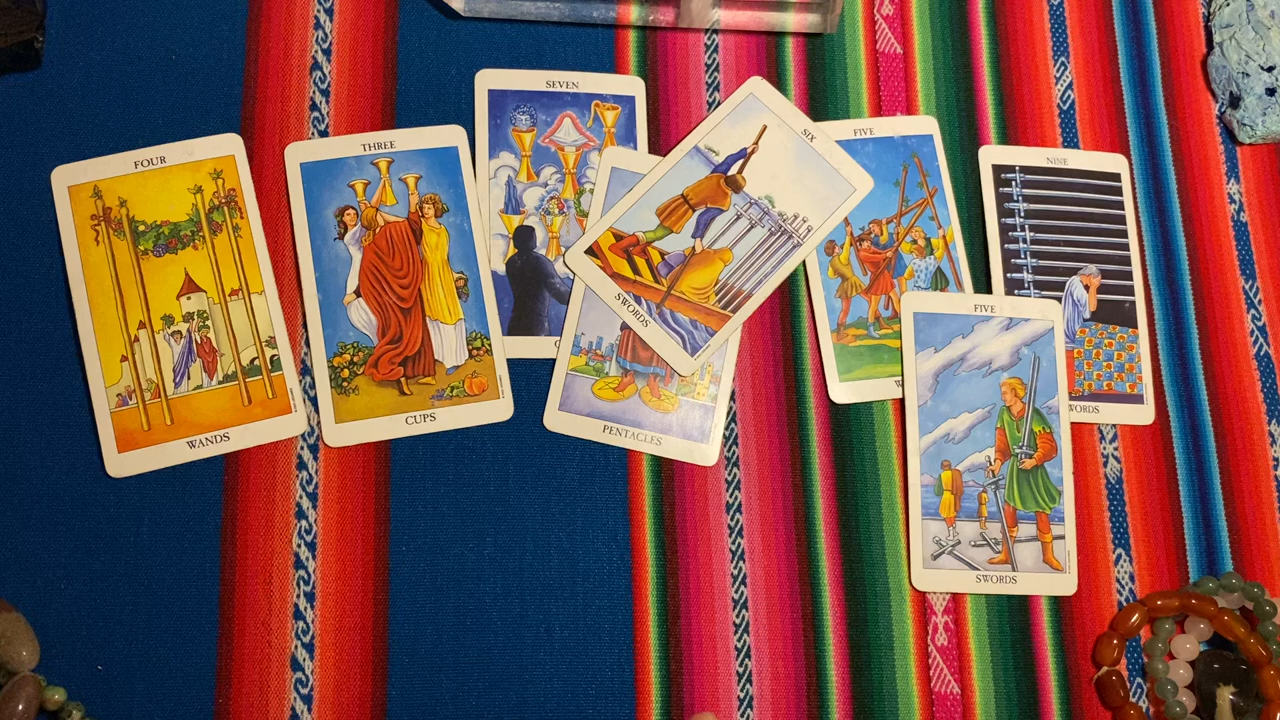 FOUR
WANDS
THREE
CUPS
SEVEN
SIX
SWORDS
PENTACLES
FIVE
NINE
WORDS
FIVE
SWORDS